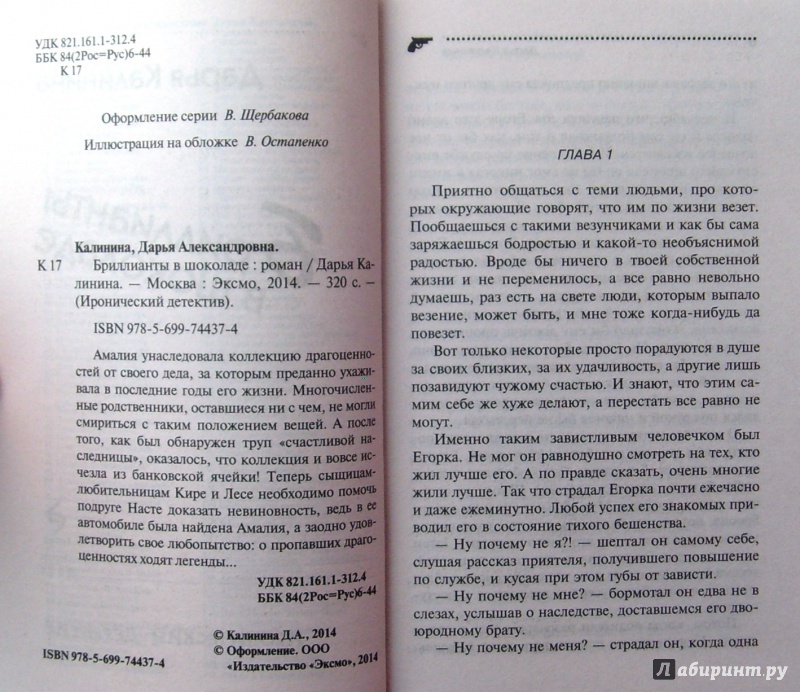 УДК 821.161.1-312.4
ББК 84(2Рос=Рус)6-44
К 17
Оформление серии В. Щербакова
Иллюстрация на обложке В. Остапенко
Калинина, Дарья Александровна.
К 17 Бриллианты в шоколаде : роман / Дарья Ка-
линина. — Москва : Эксмо, 2014. — 320 с. —
(Иронический детектив).
ISBN 978-5-699-74437-4
Амалия унаследовала коллекцию драгоценно-
стей от своего деда, за которым преданно ухажи-
вала в последние годы его жизни. Многочислен-
ные родственники, оставшиеся ни с чем, не могли
смириться с таким положением вещей. А после
того, как был обнаружен труп «счастливой на-
следницы», оказалось, что коллекция и вовсе ис-
чезла из банковской ячейки! Теперь сыщицам-
любительницам Кире и Лесе необходимо помочь
подруге Насте доказать невиновность, ведь в ее
автомобиле была найдена Амалия, а заодно удов-
летворить свое любопытство: о пропавших драго-
ценностях ходят легенды...
УДК 821.161.1-312.4
ББК 84(2Рос=Рус)6-44
© Калинина Д.А., 2014
© Оформление. ООО
ISBN 978-5-699-74437-4 «Издательство «Эксмо», 2014
ГЛАВА 1
Приятно общаться с теми людьми, про кото-
рых окружающие говорят, что им по жизни везет.
Пообщаешься с такими везунчиками и как бы сама
заряжаешься бодростью и какой-то необъяснимой
радостью. Вроде бы ничего в твоей собственной
жизни и не переменилось, а все равно невольно
думаешь, раз есть на свете люди, которым выпало
везение, может быть, и мне тоже когда-нибудь да
повезет.
Вот только некоторые просто порадуются в душе
за своих близких, за их удачливость, а другие лишь
позавидуют чужому счастью. И знают, что этим са-
мим себе же хуже делают, а перестать все равно не
могут.
Именно таким завистливым человечком был
Егорка. Не мог он равнодушно смотреть на тех, кто
жил лучше его. А по правде сказать, очень многие
жили лучше. Так что страдал Егорка почти ежечасно
и даже ежеминутно. Любой успех его знакомых при-
водил его в состояние тихого бешенства.
— Ну почему не я?! — шептал он самому себе,
слушая рассказ приятеля, получившего повышение
по службе, и кусая при этом губы от зависти.
— Ну почему не мне? — бормотал он едва не в
слезах, услышав о наследстве, доставшемся его дво-
юродному брату.
— Ну почему не меня? — страдал он, когда одна
Лабиринт.ру